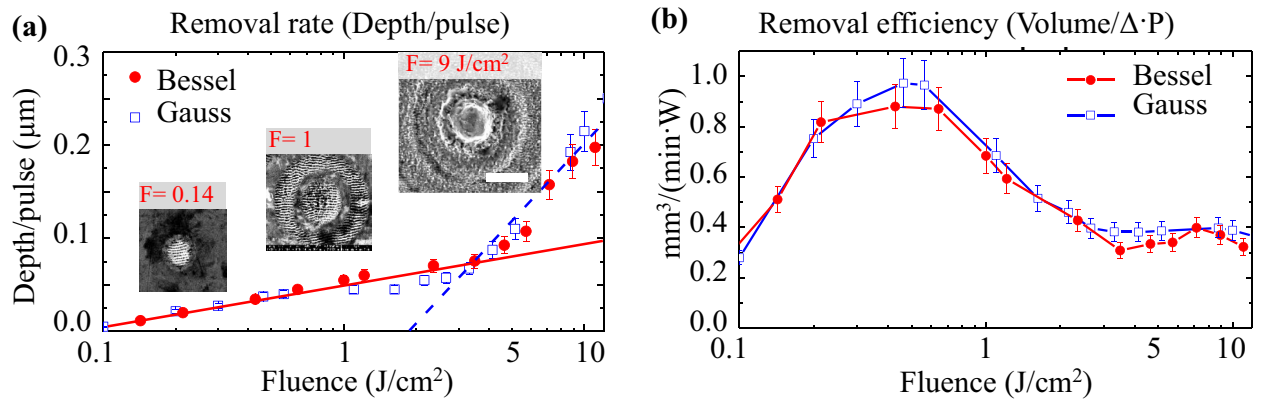 (a)
Removal rate (Depth/pulse)
0.3
0.2
0.1
0.0
Depth/pulse (μm)
Bessel
Gauss
F= 0.14
F= 1
F= 9 J/cm²
0.1
1
5
10
Fluence (J/cm²)
(b)
Removal efficiency (Volume/Δ·P)
1.0
0.8
0.6
0.4
0.2
0.0
mm³/(min·W)
Bessel
Gauss
0.1
1
5
10
Fluence (J/cm²)